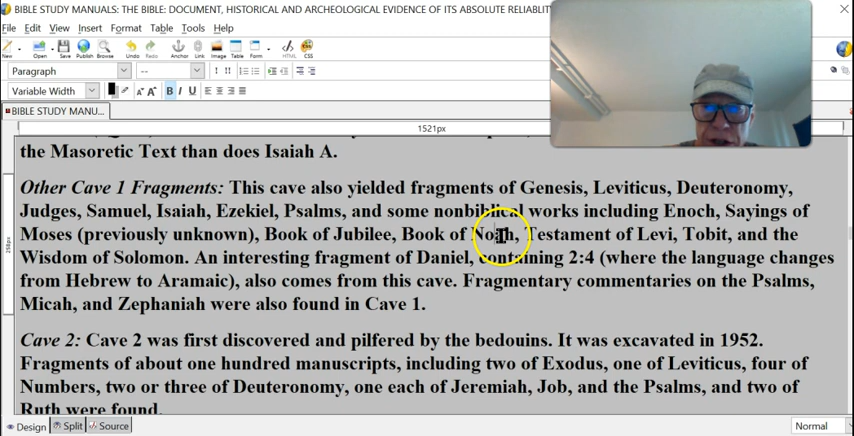 BIBLE STUDY MANUALS: THE BIBLE: DOCUMENT, HISTORICAL AND ARCHEOLOGICAL EVIDENCE OF ITS ABSOLUTE RELIABLIT
File Edit View Insert Format Table Tools Help
New Open Save Publish Browse Undo Redo Anchor Link Image Table Form HTML CSS
Paragraph --
Variable Width A A B I U
BIBLE STUDY MANU...
1521px
258px
the Masoretic Text than does Isaiah A.
Other Cave 1 Fragments: This cave also yielded fragments of Genesis, Leviticus, Deuteronomy,
Judges, Samuel, Isaiah, Ezekiel, Psalms, and some nonbiblical works including Enoch, Sayings of
Moses (previously unknown), Book of Jubilee, Book of Noah, Testament of Levi, Tobit, and the
Wisdom of Solomon. An interesting fragment of Daniel, containing 2:4 (where the language changes
from Hebrew to Aramaic), also comes from this cave. Fragmentary commentaries on the Psalms,
Micah, and Zephaniah were also found in Cave 1.
Cave 2: Cave 2 was first discovered and pilfered by the bedouins. It was excavated in 1952.
Fragments of about one hundred manuscripts, including two of Exodus, one of Leviticus, four of
Numbers, two or three of Deuteronomy, one each of Jeremiah, Job, and the Psalms, and two of
Ruth were found.
Design Split Source Normal